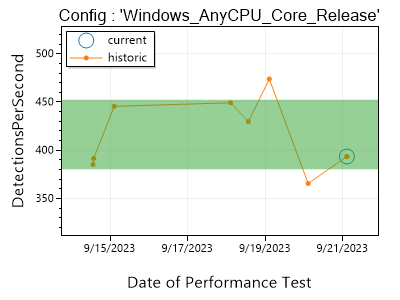 Config : 'Windows_AnyCPU_Core_Release'
current
historic
DetectionsPerSecond
500
450
400
350
9/15/2023
9/17/2023
9/19/2023
9/21/2023
Date of Performance Test